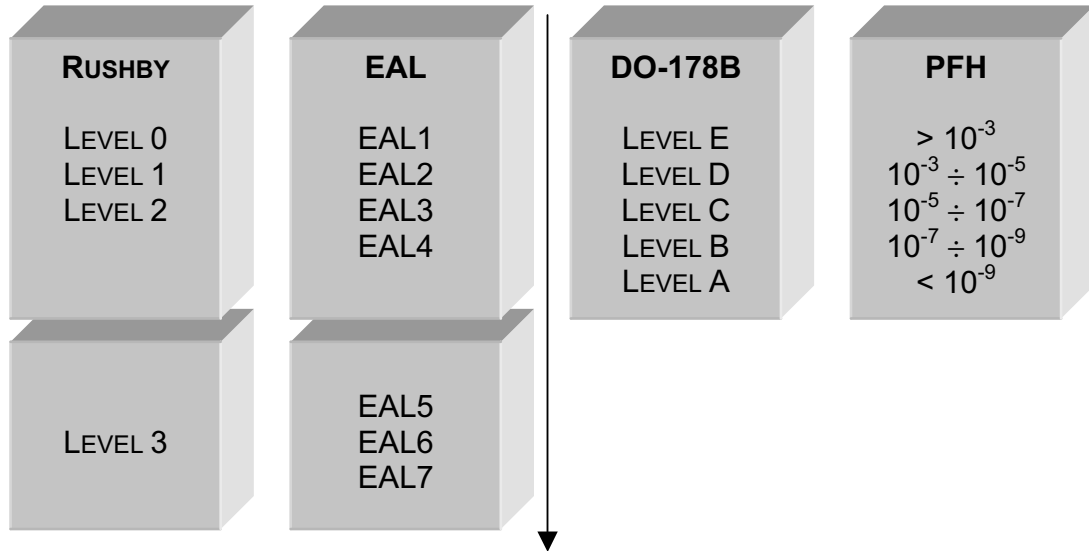 RUSHBY
LEVEL 0
LEVEL 1
LEVEL 2
LEVEL 3
EAL
EAL1
EAL2
EAL3
EAL4
EAL5
EAL6
EAL7
DO-178B
LEVEL E
LEVEL D
LEVEL C
LEVEL B
LEVEL A
PFH
> 10⁻³
10⁻³ ÷ 10⁻⁵
10⁻⁵ ÷ 10⁻⁷
10⁻⁷ ÷ 10⁻⁹
< 10⁻⁹